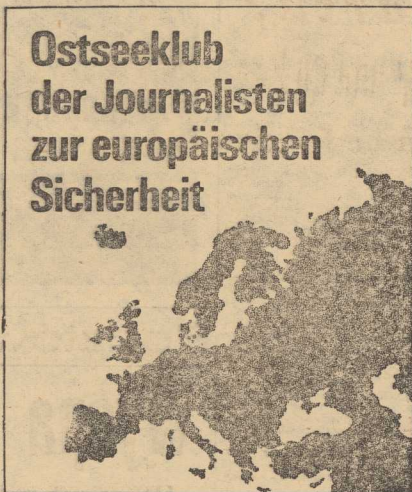 Ostseeklub
der Journalisten
zur europäischen
Sicherheit